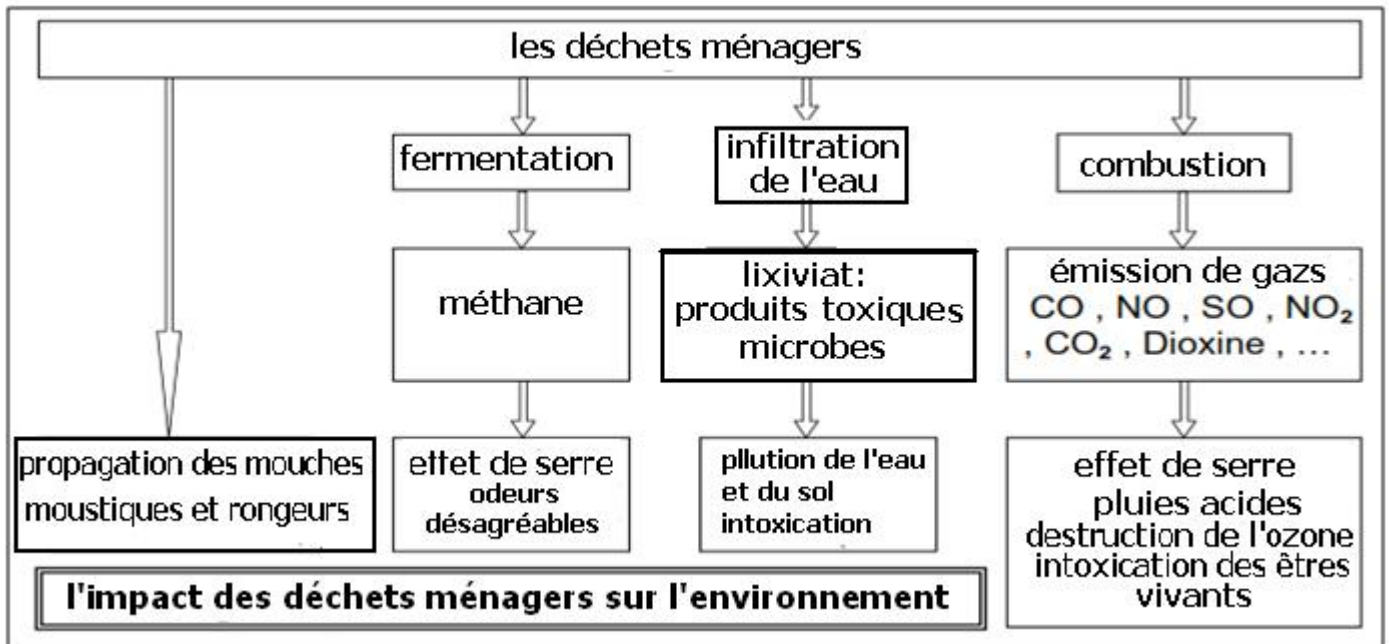 les déchets ménagers
fermentation
infiltration
de l'eau
combustion
méthane
lixiviat:
produits toxiques
microbes
émission de gazs
CO , NO , SO , NO₂
, CO₂ , Dioxine , ...
propagation des mouches
moustiques et rongeurs
ettet de serre
odeurs
désagréables
pllution de l'eau
et du sol
intoxication
effet de serre
pluies acides
destruction de l'ozone
intoxication des êtres
vivants
l'impact des déchets ménagers sur l'environnement